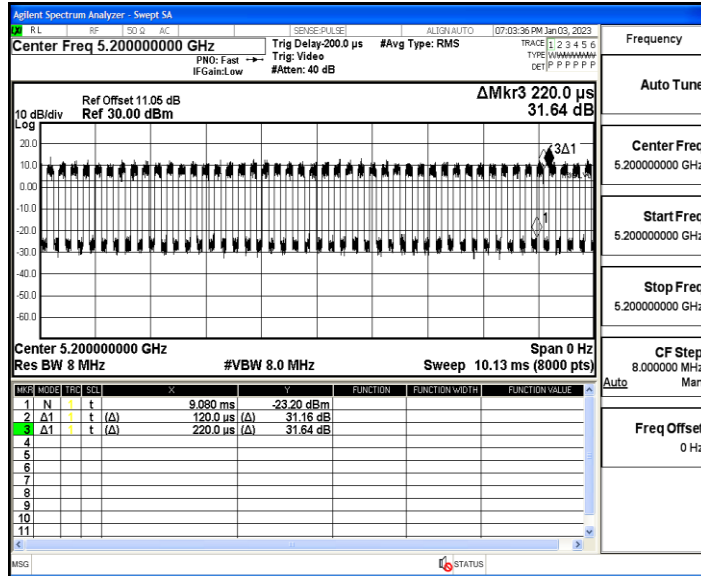 Agilent Spectrum Analyzer - Swept SA
RL RF 50 Ω AC SENSE:PULSE ALIGNAUTO 07:03:36 PM Jan 03, 2023
Center Freq 5.200000000 GHz
PNO: Fast
IFGain:Low
Trig Delay-200.0 µs
Trig: Video
#Atten: 40 dB
#Avg Type: RMS
TRACE 1 2 3 4 5 6
TYPE
DET P P P P P P
ΔMkr3 220.0 µs
31.64 dB
Ref Offset 11.05 dB
10 dB/div Ref 30.00 dBm
Log
20.0
10.0
0.00
-10.0
-20.0
-30.0
-40.0
-50.0
-60.0
3Δ1
1
Center 5.200000000 GHz Span 0 Hz
Res BW 8 MHz #VBW 8.0 MHz Sweep 10.13 ms (8000 pts)
MKR MODE TRC SCL X Y FUNCTION FUNCTION WIDTH FUNCTION VALUE
1 N 1 t 9.080 ms -23.20 dBm
2 Δ1 1 t (Δ) 120.0 µs (Δ) 31.16 dB
3 Δ1 1 t (Δ) 220.0 µs (Δ) 31.64 dB
4
5
6
7
8
9
10
11
MSG STATUS
Frequency
Auto Tune
Center Freq
5.200000000 GHz
Start Freq
5.200000000 GHz
Stop Freq
5.200000000 GHz
CF Step
8.000000 MHz
Auto Man
Freq Offset
0 Hz